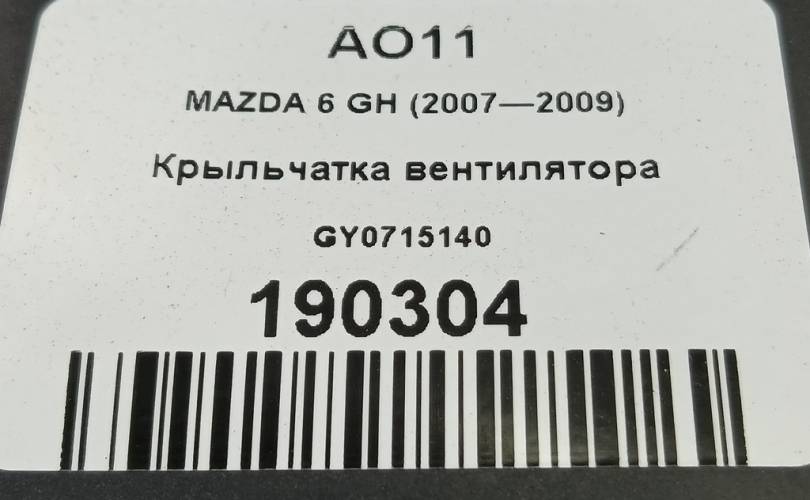 AO11
MAZDA 6 GH (2007—2009)
Крыльчатка вентилятора
GY0715140
190304